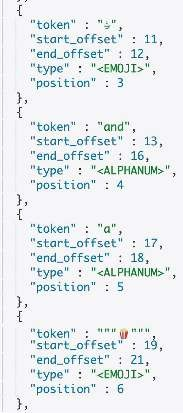 {
"token" : "☕",
"start_offset" : 11,
"end_offset" : 12,
"type" : "<EMOJI>",
"position" : 3
},
{
"token" : "and",
"start_offset" : 13,
"end_offset" : 16,
"type" : "<ALPHANUM>",
"position" : 4
},
{
"token" : "a",
"start_offset" : 17,
"end_offset" : 18,
"type" : "<ALPHANUM>",
"position" : 5
},
{
"token" : """🍿""",
"start_offset" : 19,
"end_offset" : 21,
"type" : "<EMOJI>",
"position" : 6
},